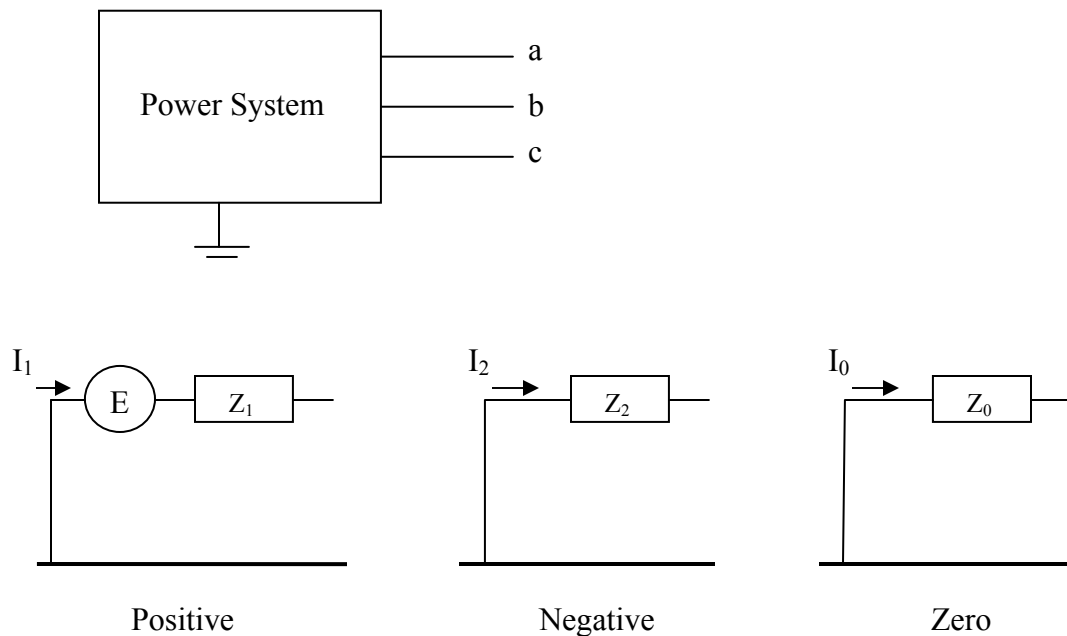 a
Power System
b
c
I₁
E
Z₁
I₂
Z₂
I₀
Z₀
Positive
Negative
Zero